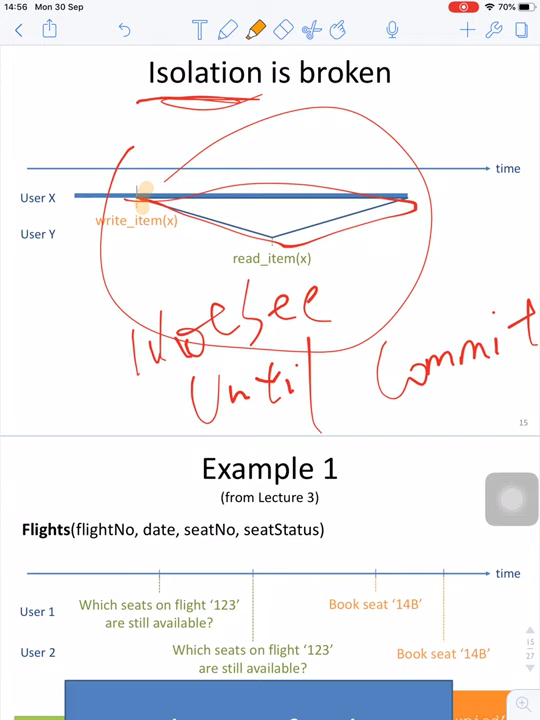 14:56 Mon 30 Sep
70%
Isolation is broken
time
User X
write_item(x)
User Y
read_item(x)
see
until
commit
15
Example 1
(from Lecture 3)
Flights(flightNo, date, seatNo, seatStatus)
time
User 1
Which seats on flight ‘123’
are still available?
Book seat ‘14B’
User 2
Which seats on flight ‘123’
are still available?
Book seat ‘14B’
15
27